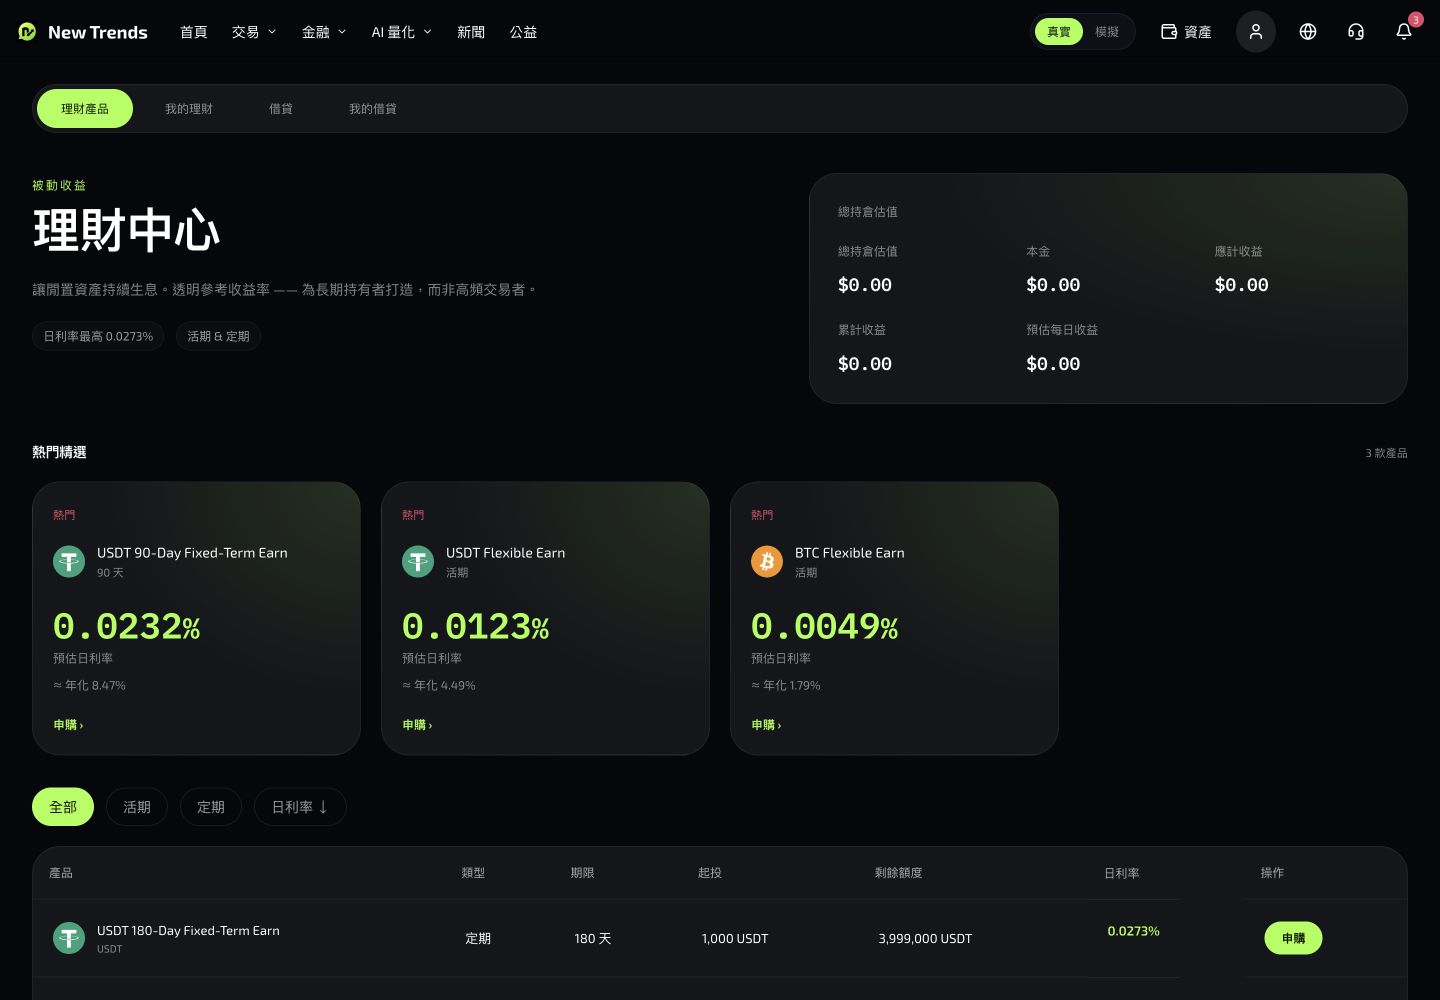 New Trends 首頁 交易 金融 AI 量化 新聞 公益 真實 模擬 資產 3
理財產品 我的理財 借貸 我的借貸
被動收益
理財中心
讓閒置資產持續生息。透明參考收益率 —— 為長期持有者打造，而非高頻交易者。
日利率最高 0.0273% 活期 & 定期
總持倉估值
總持倉估值 本金 應計收益
$0.00 $0.00 $0.00
累計收益 預估每日收益
$0.00 $0.00
熱門精選 3 款產品
熱門
USDT 90-Day Fixed-Term Earn
90 天
0.0232%
預估日利率
≈ 年化 8.47%
申購 ›
熱門
USDT Flexible Earn
活期
0.0123%
預估日利率
≈ 年化 4.49%
申購 ›
熱門
BTC Flexible Earn
活期
0.0049%
預估日利率
≈ 年化 1.79%
申購 ›
全部 活期 定期 日利率 ↓
產品 類型 期限 起投 剩餘額度 日利率 操作
USDT 180-Day Fixed-Term Earn
USDT
定期 180 天 1,000 USDT 3,999,000 USDT 0.0273% 申購